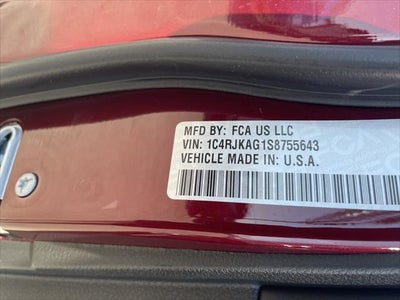 MFD BY: FCA US LLC
VIN: 1C4RJKAG1S8755643
VEHICLE MADE IN U.S.A.